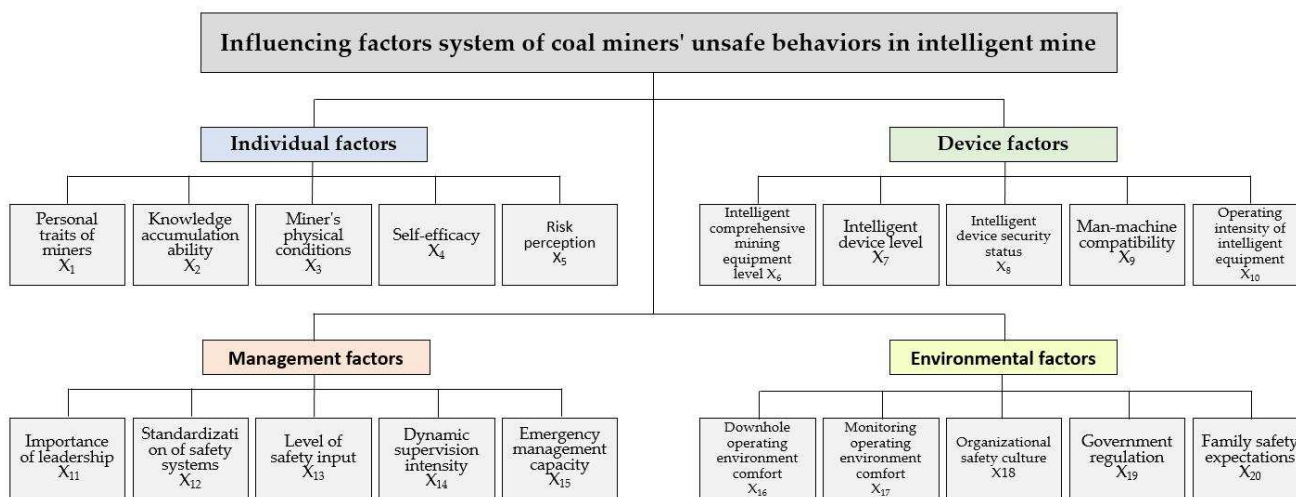 Influencing factors system of coal miners' unsafe behaviors in intelligent mine
Individual factors
Device factors
Personal
traits of
miners
X₁
Knowledge
accumulation
ability
X₂
Miner's
physical
conditions
X₃
Self-efficacy
X₄
Risk
perception
X₅
Intelligent
comprehensive
mining
equipment
level X₆
Intelligent
device level
X₇
Intelligent
device security
status
X₈
Man-machine
compatibility
X₉
Operating
intensity of
intelligent
equipment
X₁₀
Management factors
Environmental factors
Importance
of leadership
X₁₁
Standardizati
on of safety
systems
X₁₂
Level of
safety input
X₁₃
Dynamic
supervision
intensity
X₁₄
Emergency
management
capacity
X₁₅
Downhole
operating
environment
comfort
X₁₆
Monitoring
operating
environment
comfort
X₁₇
Organizational
safety culture
X18
Government
regulation
X₁₉
Family safety
expectations
X₂₀